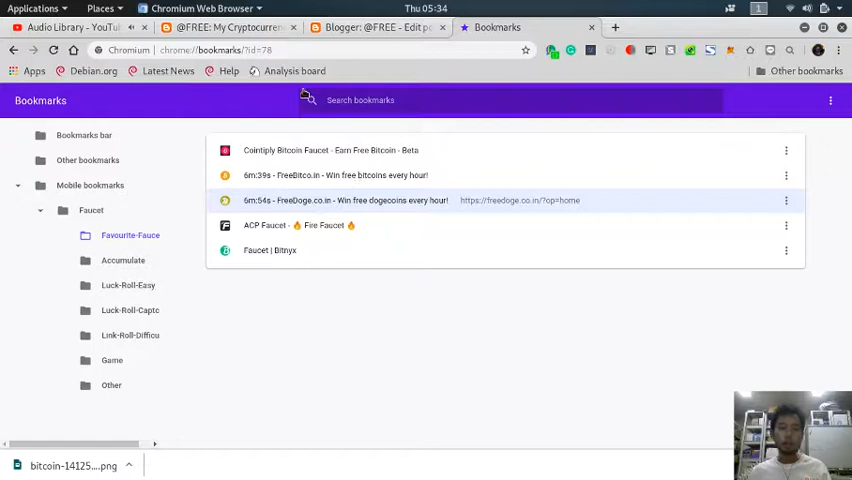 Applications Places Chromium Web Browser Thu 05:34 1
Audio Library – YouTu @FREE: My Cryptocurren Blogger: @FREE - Edit po Bookmarks
Chromium | chrome://bookmarks/?id=78
Apps Debian.org Latest News Help Analysis board Other bookmarks
Bookmarks Search bookmarks
Bookmarks bar
Other bookmarks
Mobile bookmarks
Faucet
Favourite-Fauce
Accumulate
Luck-Roll-Easy
Luck-Roll-Captc
Link-Roll-Difficu
Game
Other
Cointiply Bitcoin Faucet - Earn Free Bitcoin - Beta
6m:39s - FreeBitco.in - Win free bitcoins every hour!
6m:54s - FreeDoge.co.in - Win free dogecoins every hour! https://freedoge.co.in/?op=home
ACP Faucet - 🔥 Fire Faucet 🔥
Faucet | Bitnyx
bitcoin-14125....png